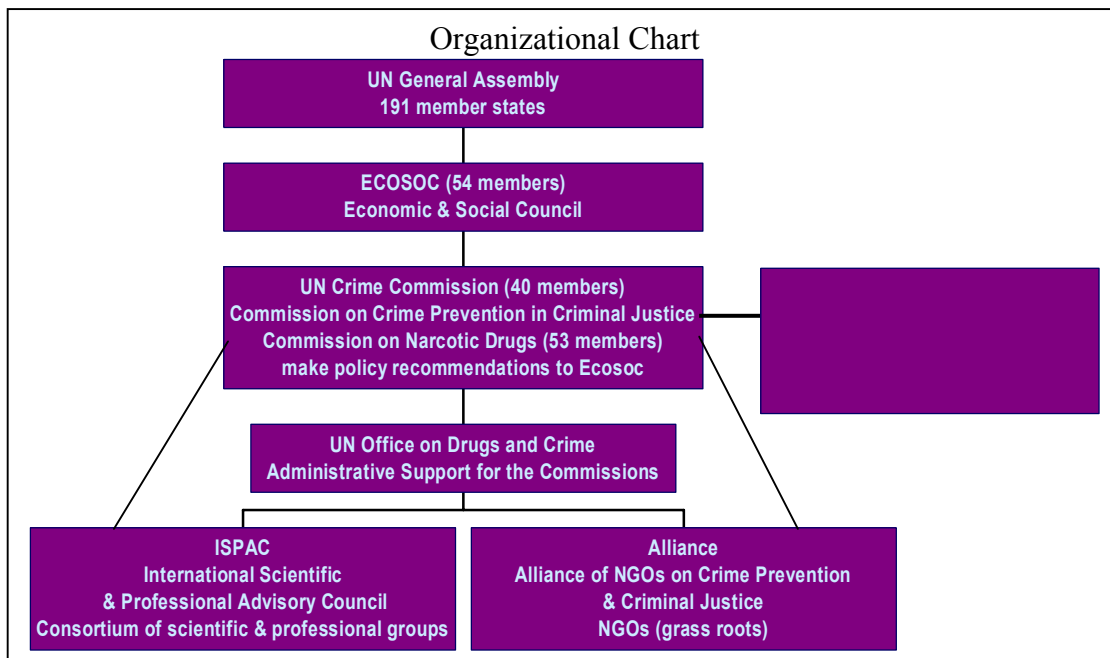 Organizational Chart
UN General Assembly
191 member states
ECOSOC (54 members)
Economic & Social Council
UN Crime Commission (40 members)
Commission on Crime Prevention in Criminal Justice
Commission on Narcotic Drugs (53 members)
make policy recommendations to Ecosoc
UN Office on Drugs and Crime
Administrative Support for the Commissions
ISPAC
International Scientific
& Professional Advisory Council
Consortium of scientific & professional groups
Alliance
Alliance of NGOs on Crime Prevention
& Criminal Justice
NGOs (grass roots)